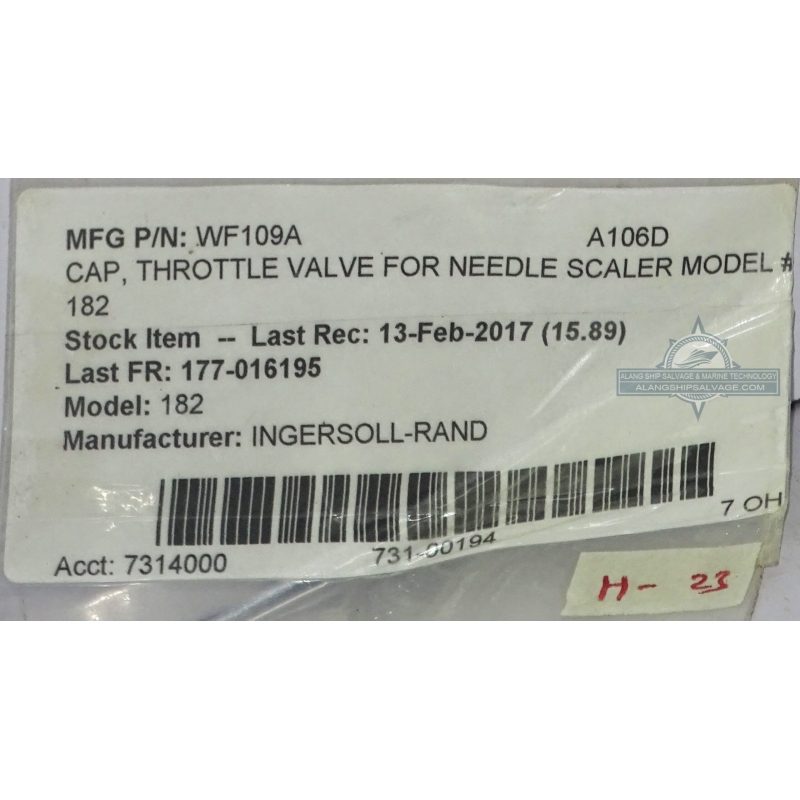 MFG P/N: WF109A A106D
CAP, THROTTLE VALVE FOR NEEDLE SCALER MODEL #
182
Stock Item -- Last Rec: 13-Feb-2017 (15.89)
Last FR: 177-016195
ALANG SHIP SALVAGE & MARINE TECHNOLOGY
ALANGSHIPSALVAGE.COM
Model: 182
Manufacturer: INGERSOLL-RAND
7 OH
Acct: 7314000 731-00194
H- 23